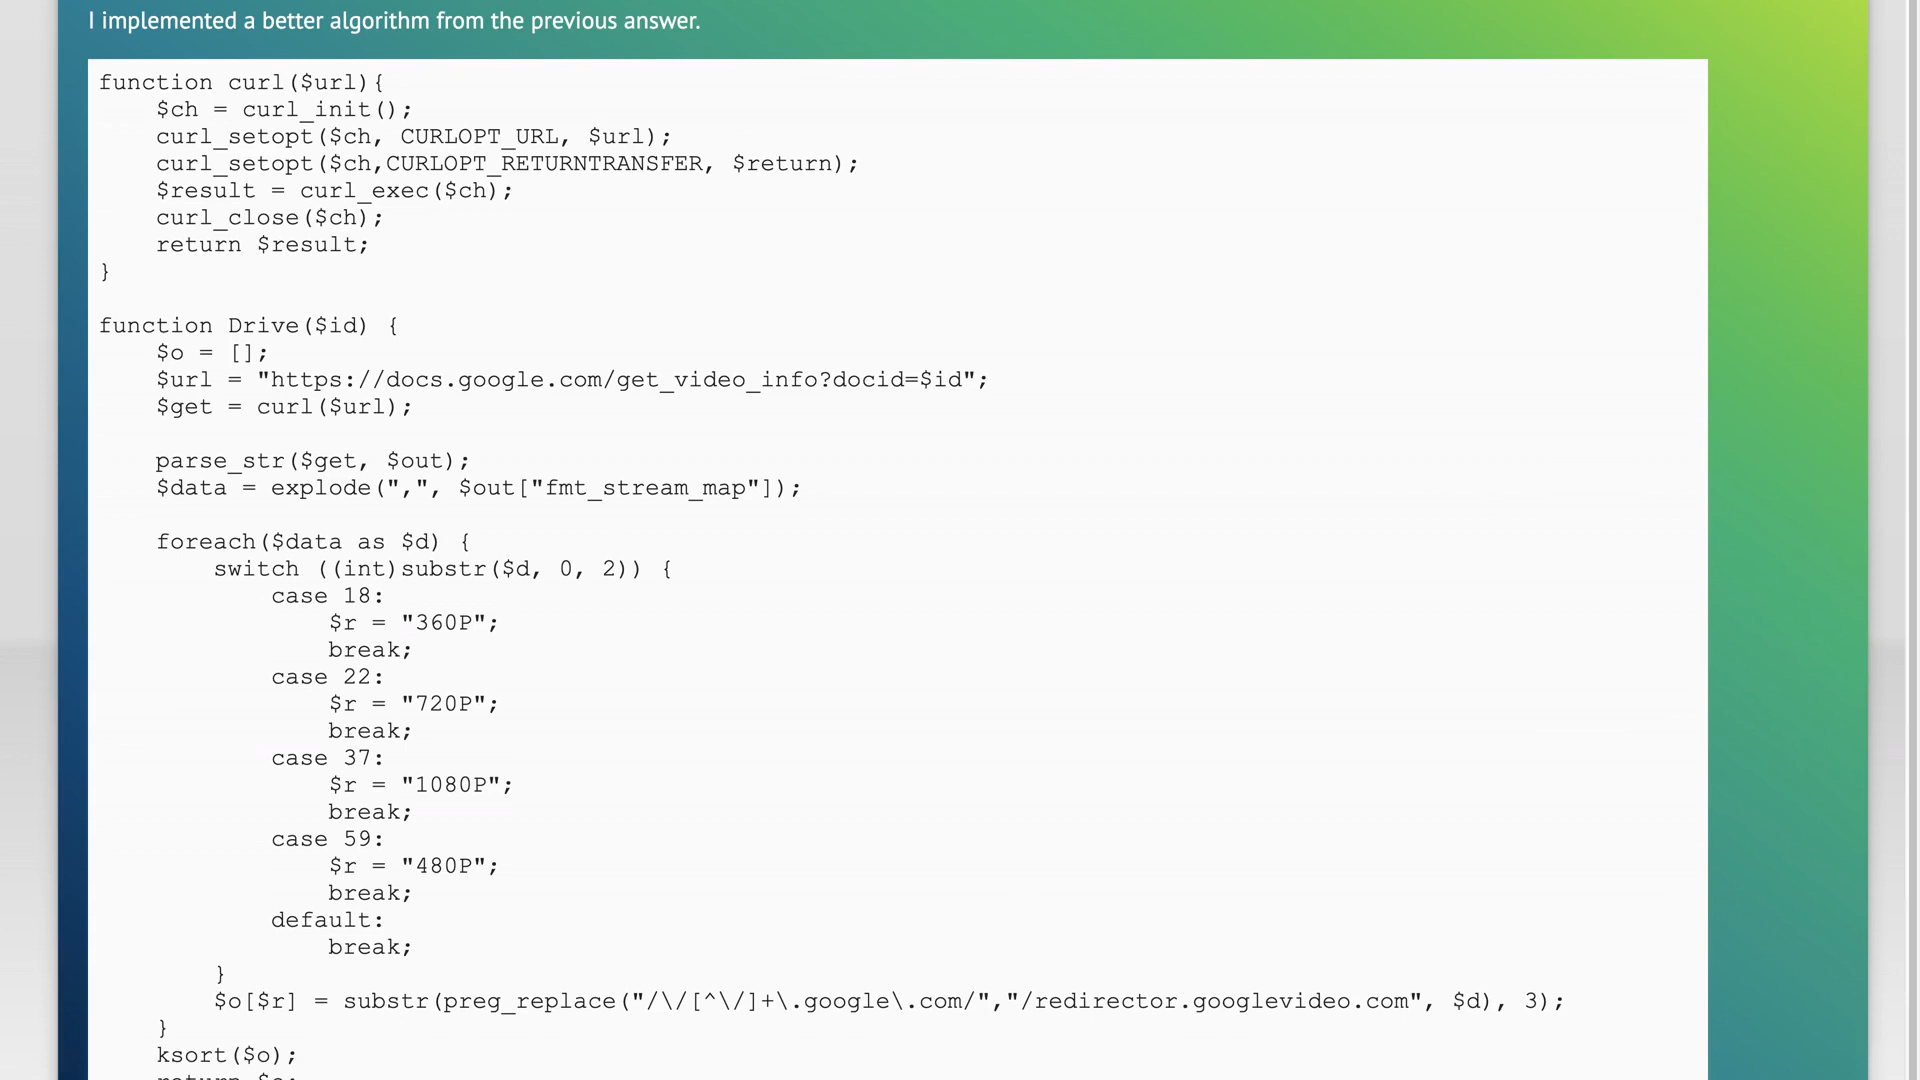 I implemented a better algorithm from the previous answer.
function curl($url){
$ch = curl_init();
curl_setopt($ch, CURLOPT_URL, $url);
curl_setopt($ch,CURLOPT_RETURNTRANSFER, $return);
$result = curl_exec($ch);
curl_close($ch);
return $result;
}
function Drive($id) {
$o = [];
$url = "https://docs.google.com/get_video_info?docid=$id";
$get = curl($url);
parse_str($get, $out);
$data = explode(",", $out["fmt_stream_map"]);
foreach($data as $d) {
switch ((int)substr($d, 0, 2)) {
case 18:
$r = "360P";
break;
case 22:
$r = "720P";
break;
case 37:
$r = "1080P";
break;
case 59:
$r = "480P";
break;
default:
break;
}
$o[$r] = substr(preg_replace("/\/[^\/]+\.google\.com/","/redirector.googlevideo.com", $d), 3);
}
ksort($o);
return $o;